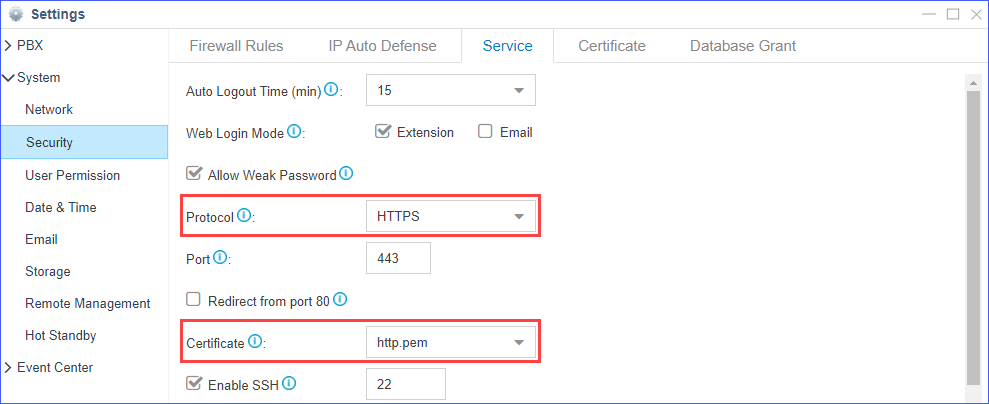 Settings
PBX
System
Network
Security
User Permission
Date & Time
Email
Storage
Remote Management
Hot Standby
Event Center
Firewall Rules IP Auto Defense Service Certificate Database Grant
Auto Logout Time (min) : 15
Web Login Mode : Extension Email
Allow Weak Password
Protocol : HTTPS
Port : 443
Redirect from port 80
Certificate : http.pem
Enable SSH 22